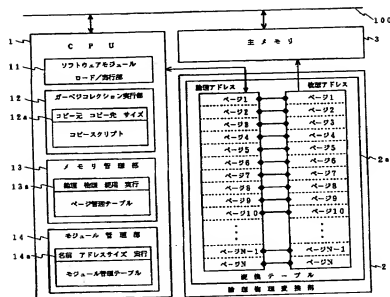 100
1
CPU
11
ソフトウェアモジュール
ロード/実行部
12
ガーベジコレクション実行部
12a
コピー元 コピー先 サイズ
コピースクリプト
13
メモリ管理部
13a
論理 物理 使用 実行
ページ管理テーブル
14
モジュール管理部
14a
名前 アドレスサイズ 実行
モジュール管理テーブル
主メモリ
3
論理アドレス 物理アドレス
ページ1 ページ1
ページ2 ページ2
ページ3 ページ3
ページ4 ページ4
ページ5 ページ5
ページ6 ページ6
ページ7 ページ7
ページ8 ページ8
ページ9 ページ9
ページ10 ページ10
ページN-1 ページN-1
ページN ページN
変換テーブル
2a
論理物理変換部
2